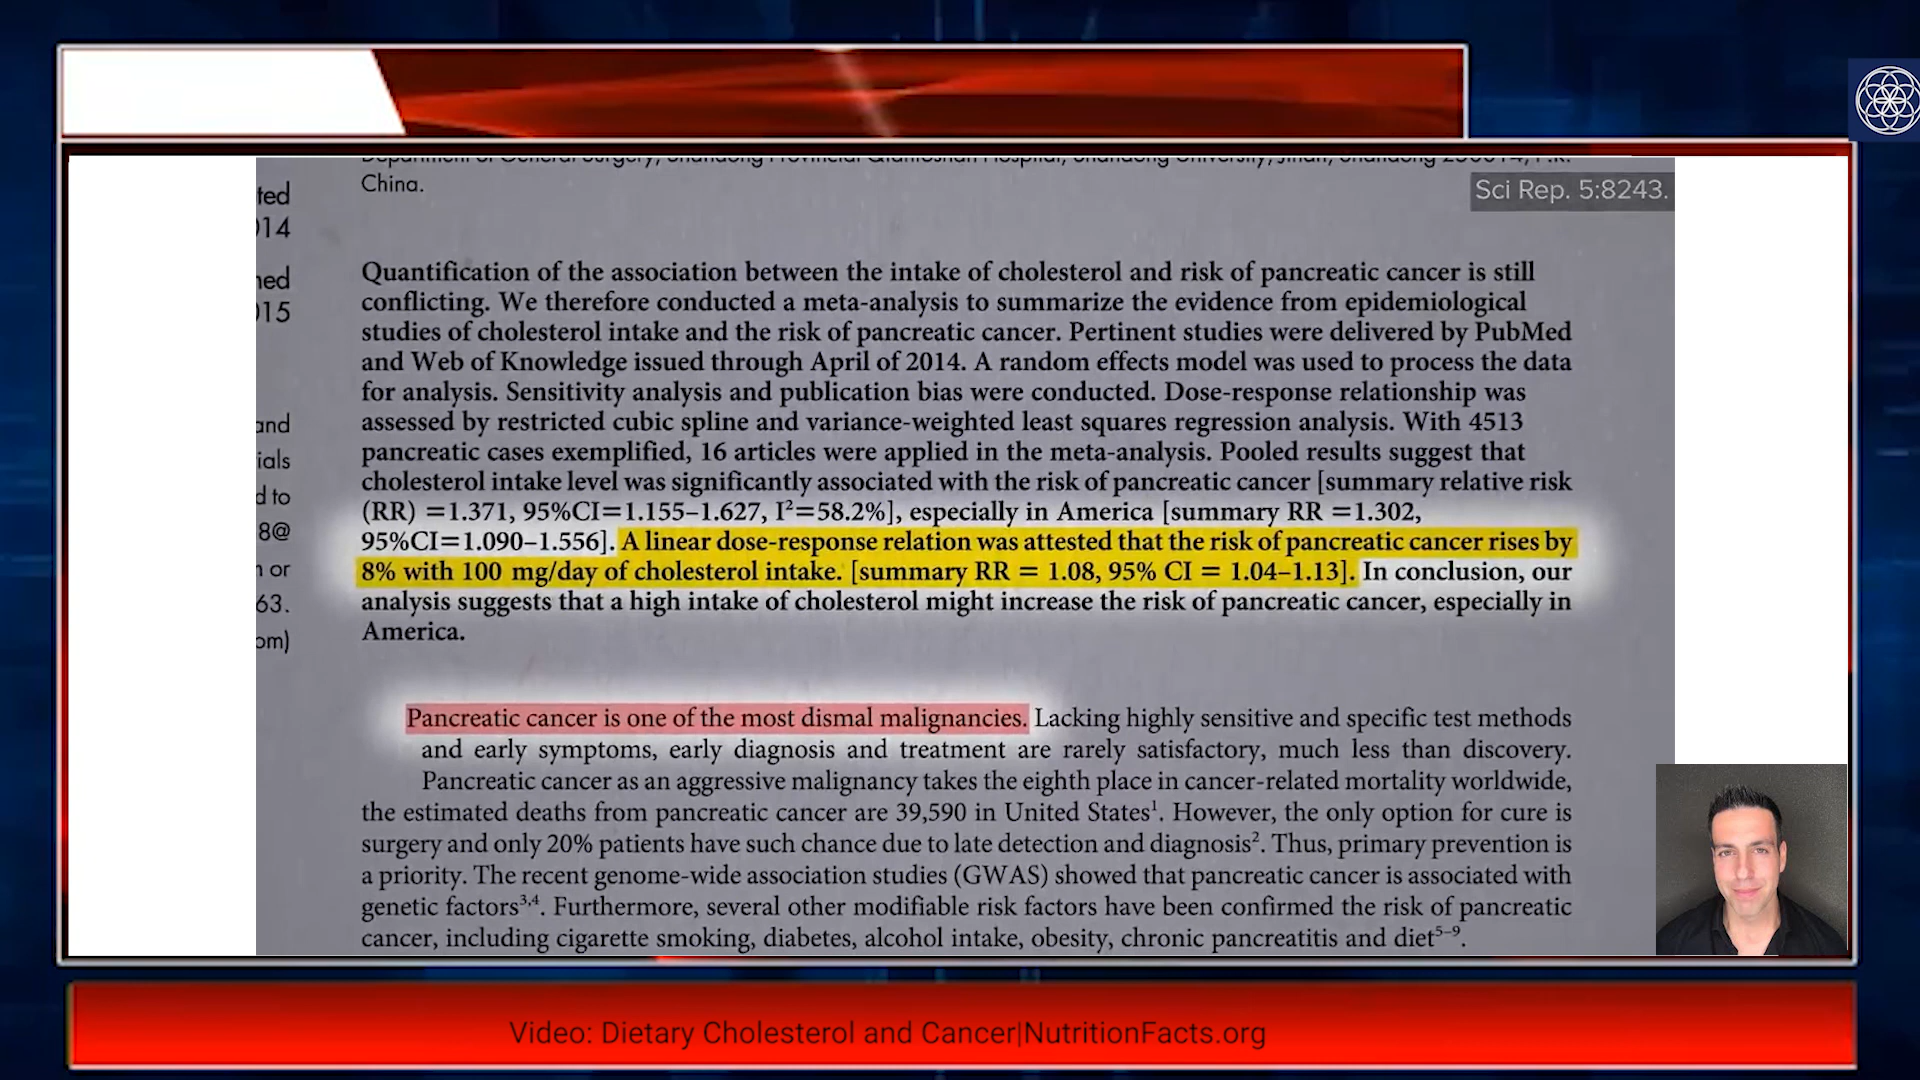 China.
Sci Rep. 5:8243.
ted
014
ned
015
and
ials
d to
8@
n or
63.
om)
Quantification of the association between the intake of cholesterol and risk of pancreatic cancer is still
conflicting. We therefore conducted a meta-analysis to summarize the evidence from epidemiological
studies of cholesterol intake and the risk of pancreatic cancer. Pertinent studies were delivered by PubMed
and Web of Knowledge issued through April of 2014. A random effects model was used to process the data
for analysis. Sensitivity analysis and publication bias were conducted. Dose-response relationship was
assessed by restricted cubic spline and variance-weighted least squares regression analysis. With 4513
pancreatic cases exemplified, 16 articles were applied in the meta-analysis. Pooled results suggest that
cholesterol intake level was significantly associated with the risk of pancreatic cancer [summary relative risk
(RR) =1.371, 95%CI=1.155–1.627, I²=58.2%], especially in America [summary RR =1.302,
95%CI=1.090–1.556]. A linear dose-response relation was attested that the risk of pancreatic cancer rises by
8% with 100 mg/day of cholesterol intake. [summary RR = 1.08, 95% CI = 1.04–1.13]. In conclusion, our
analysis suggests that a high intake of cholesterol might increase the risk of pancreatic cancer, especially in
America.
Pancreatic cancer is one of the most dismal malignancies. Lacking highly sensitive and specific test methods
and early symptoms, early diagnosis and treatment are rarely satisfactory, much less than discovery.
Pancreatic cancer as an aggressive malignancy takes the eighth place in cancer-related mortality worldwide,
the estimated deaths from pancreatic cancer are 39,590 in United States¹. However, the only option for cure is
surgery and only 20% patients have such chance due to late detection and diagnosis². Thus, primary prevention is
a priority. The recent genome-wide association studies (GWAS) showed that pancreatic cancer is associated with
genetic factors³,⁴. Furthermore, several other modifiable risk factors have been confirmed the risk of pancreatic
cancer, including cigarette smoking, diabetes, alcohol intake, obesity, chronic pancreatitis and diet⁵⁻⁹.
Video: Dietary Cholesterol and Cancer|NutritionFacts.org